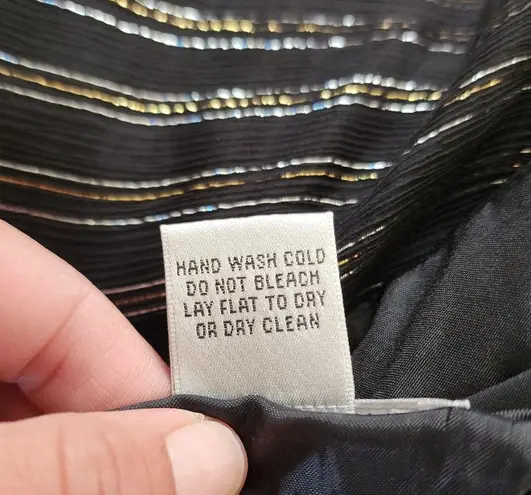 HAND WASH COLD
DO NOT BLEACH
LAY FLAT TO DRY
OR DRY CLEAN